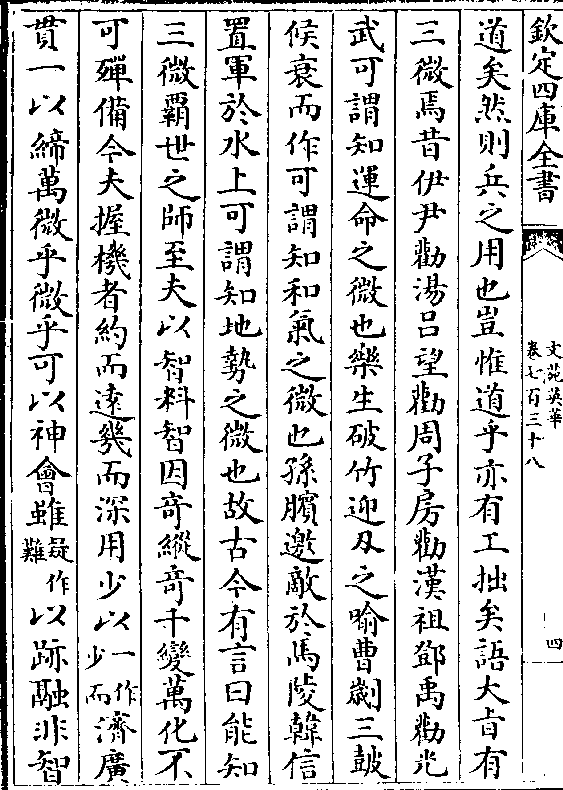 欽定四庫全書
文苑英華
卷七百三十八
四
道矣然則兵之用也豈惟道乎亦有工拙矣語大㫖有
三微焉昔伊尹勸湯吕望勸周子房勸漢祖鄧禹勸光
武可謂知運命之微也樂生破竹迎刄之喻曹劌三鼓
候衰而作可謂知和氣之微也孫臏邀敵於馬陵韓信
置軍於水上可謂知地勢之微也故古今有言曰能知
三微覇世之師至夫以智料智因竒縱竒千變萬化不
可殫備今夫握機者約而逺幾而深用少以一作少而濟廣
貫一以締萬微乎微乎可以神會雖疑作難以跡融非智